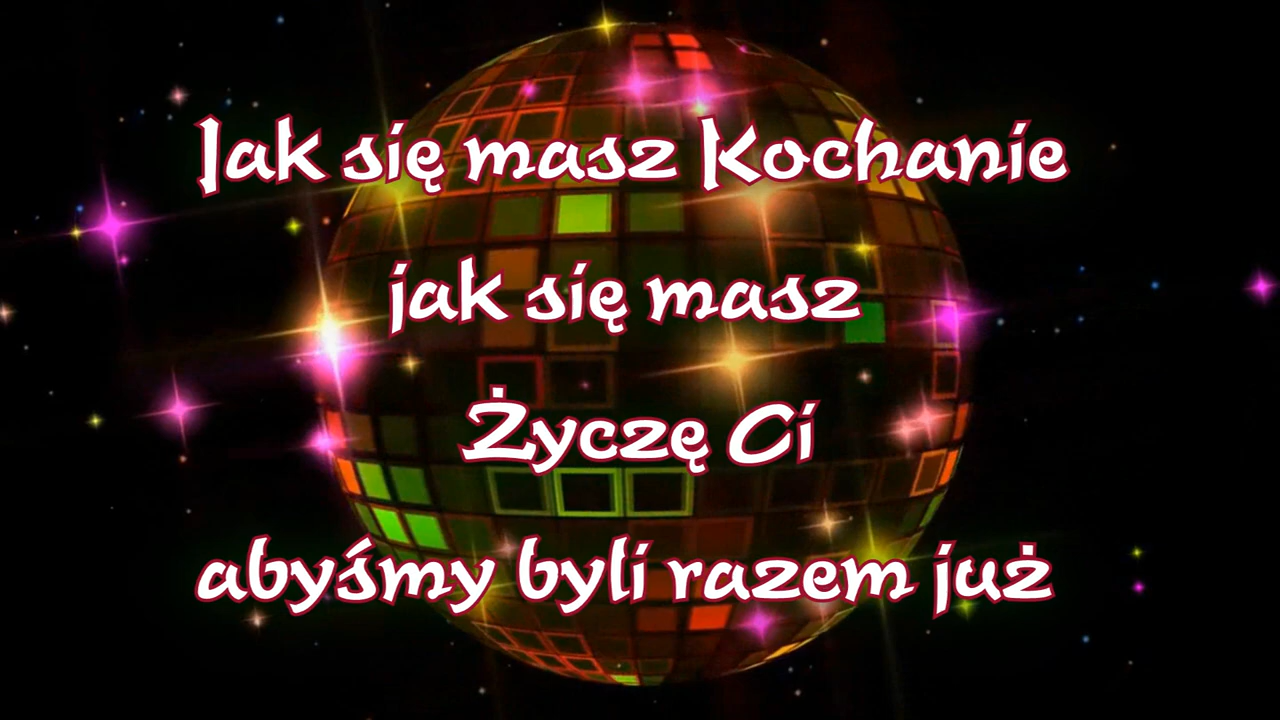 Jak się masz Kochanie
jak się masz
Życzę Ci
abyśmy byli razem już